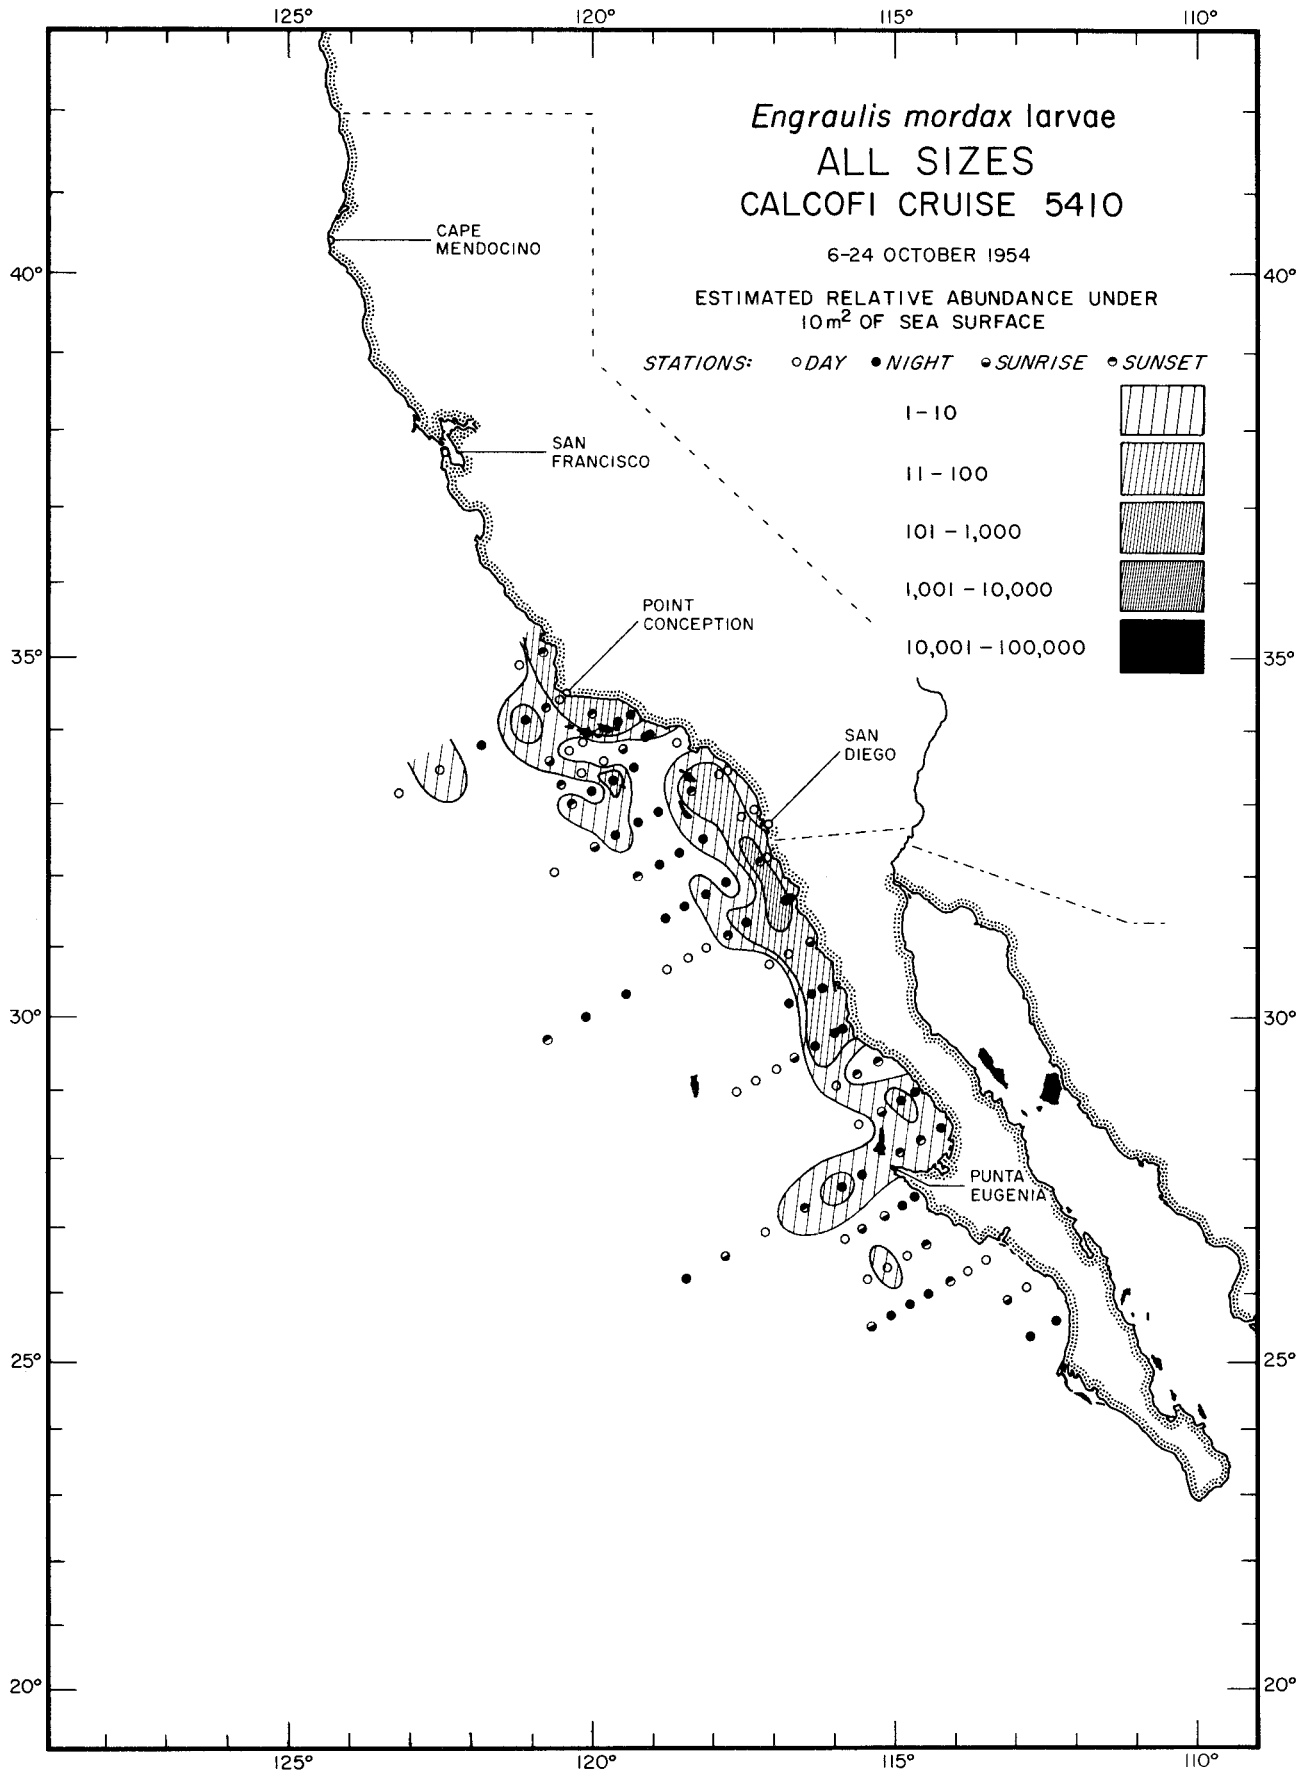 125° 120° 115° 110°
Engraulis mordax larvae
ALL SIZES
CALCOFI CRUISE 5410
6-24 OCTOBER 1954
ESTIMATED RELATIVE ABUNDANCE UNDER
10m² OF SEA SURFACE
STATIONS: DAY NIGHT SUNRISE SUNSET
1-10
11-100
101-1,000
1,001-10,000
10,001-100,000
CAPE
MENDOCINO
40° 40°
SAN
FRANCISCO
POINT
CONCEPTION
35° 35°
SAN
DIEGO
30° 30°
PUNTA
EUGENIA
25° 25°
20° 20°
125° 120° 115° 110°